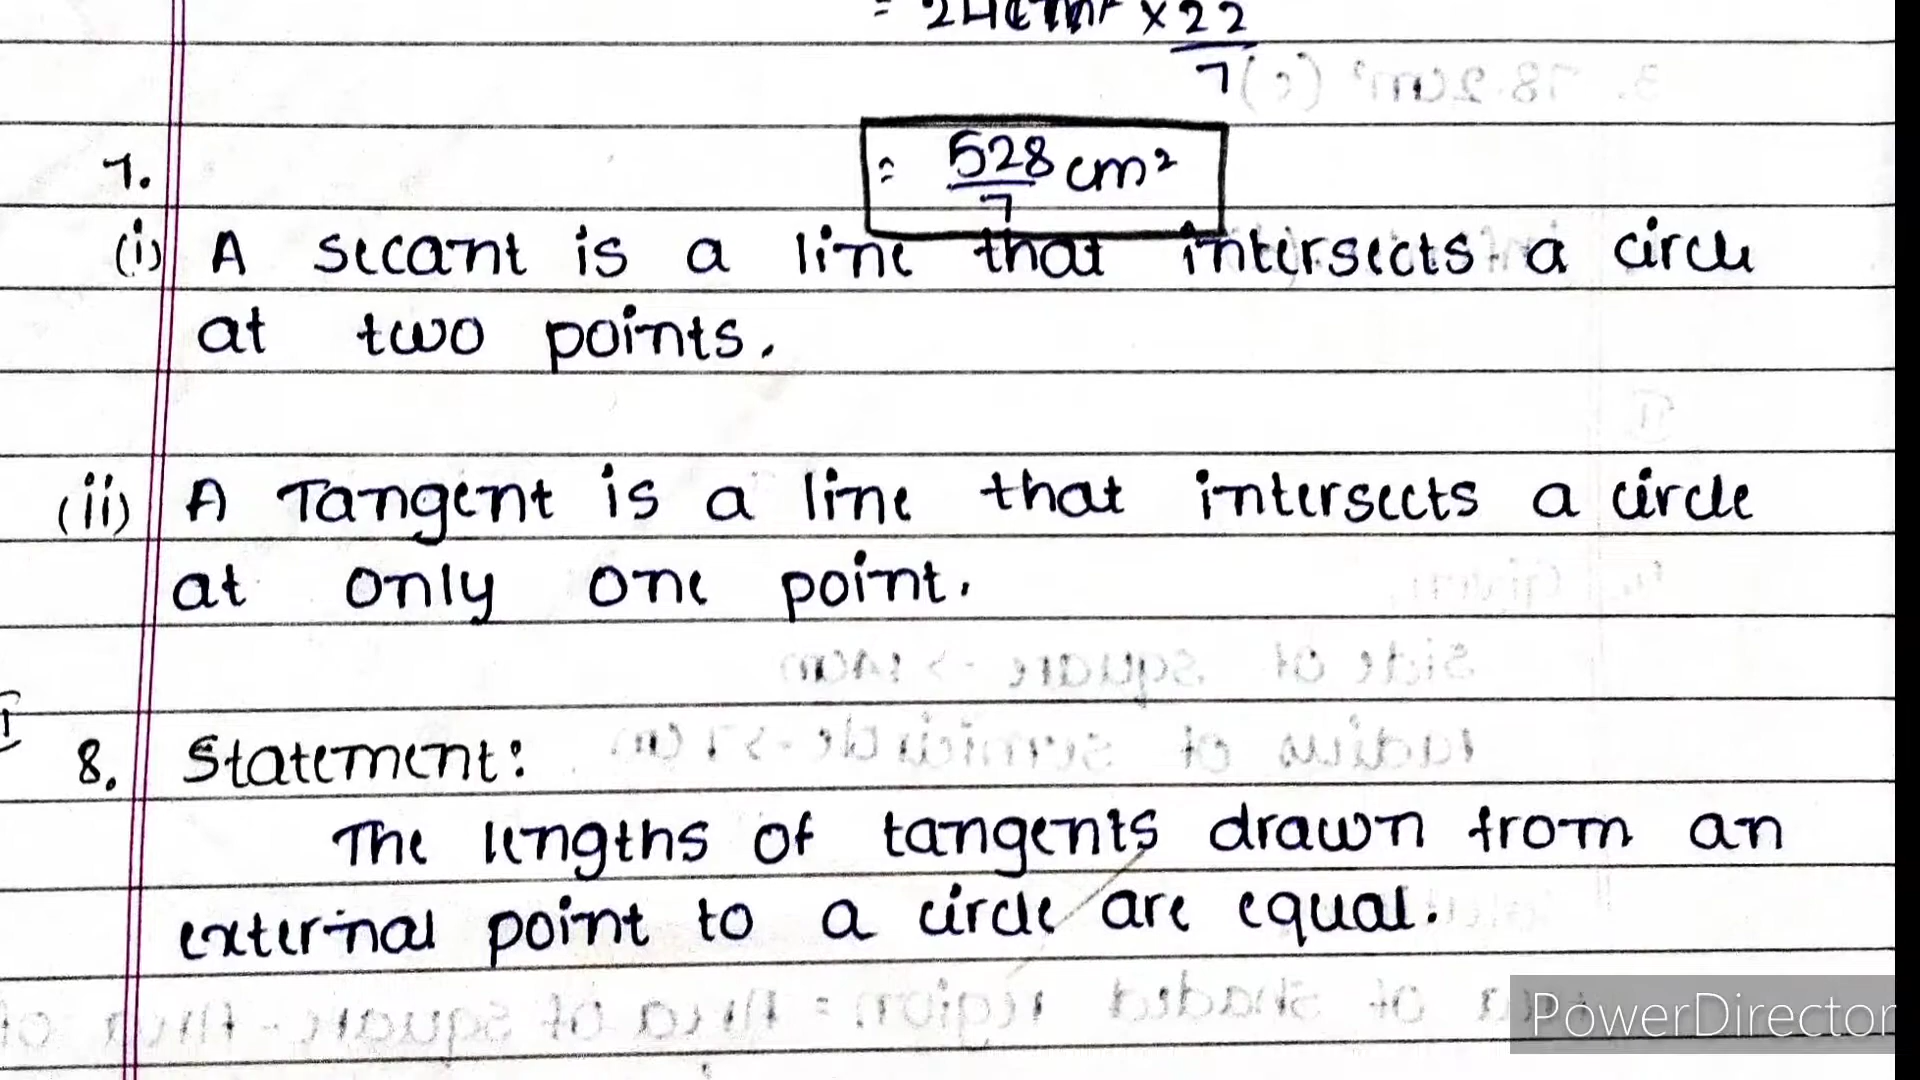 × 22
7
= 528 cm²
7
7.
(i) A secant is a line that intersects a circle
at two points.
(ii) A Tangent is a line that intersects a circle
at only one point.
8. Statement:
The lengths of tangents drawn from an
external point to a circle are equal.
PowerDirector